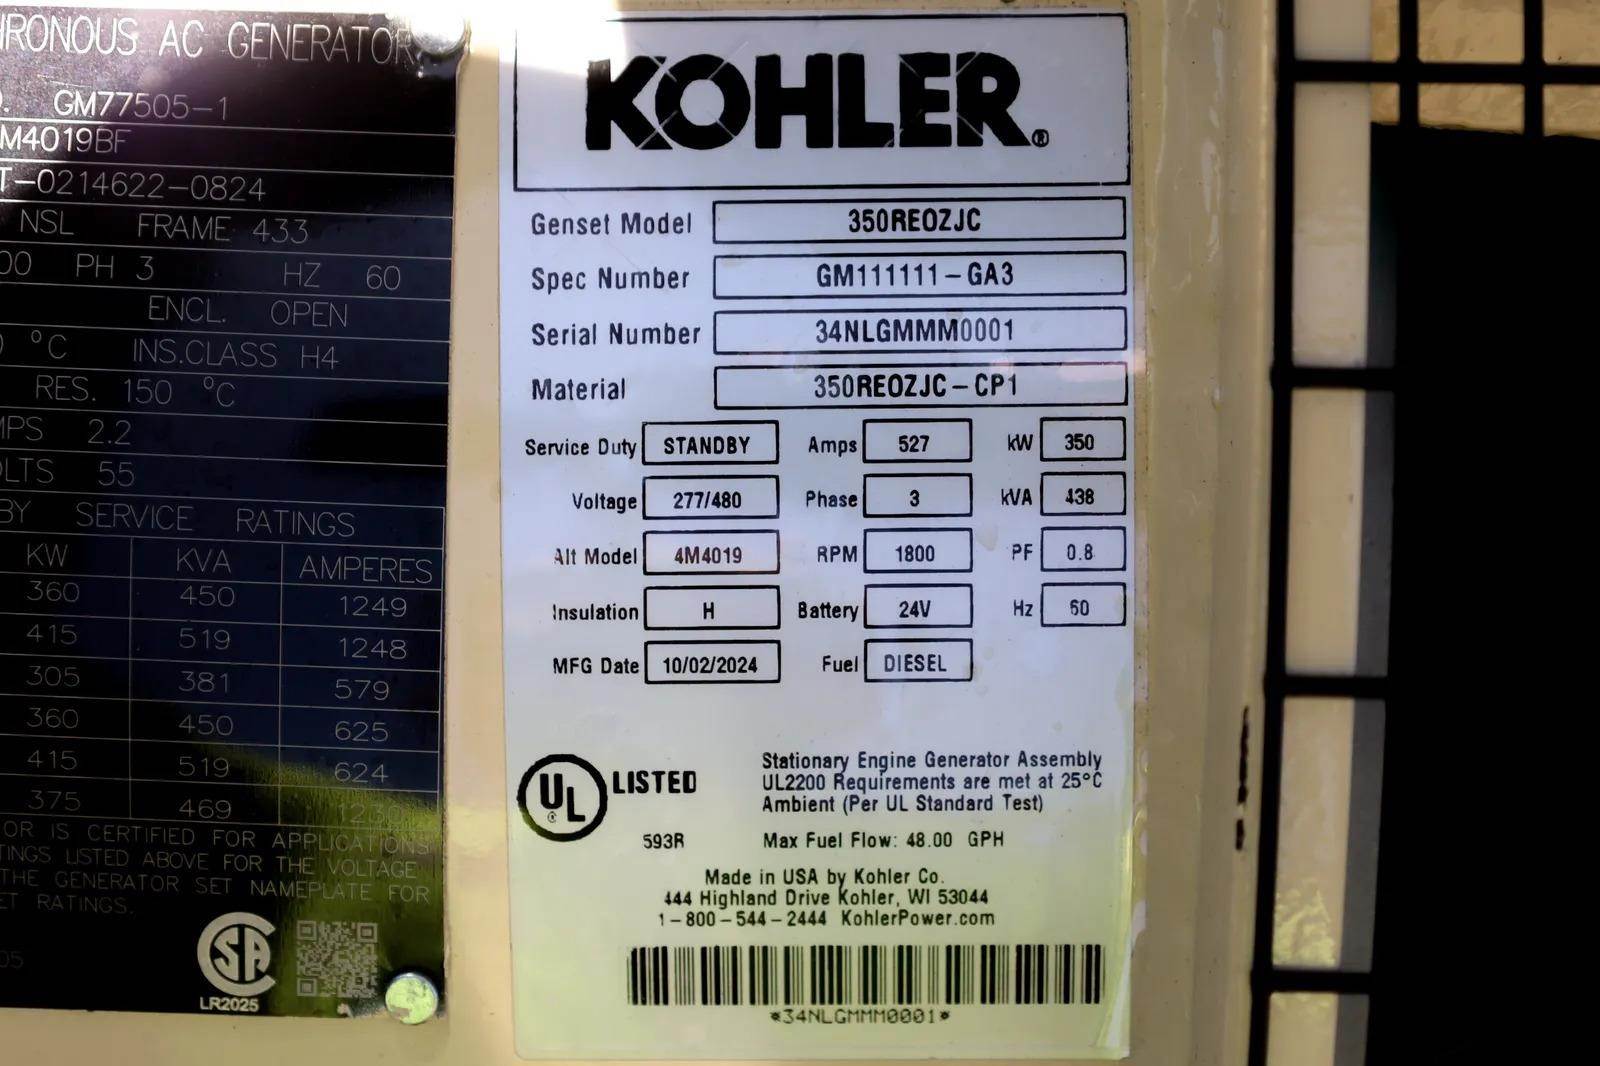 HRONOUS AC GENERATOR
GM77505-1
M4019BF
T-0214622-0824
NSL FRAME 433
00 PH 3 HZ 60
ENCL. OPEN
°C INS.CLASS H4
RES. 150 °C
MPS 2.2
OLTS 55
BY SERVICE RATINGS
KW KVA AMPERES
360 450 1249
415 519 1248
305 381 579
360 450 625
415 519 624
375 469 1230
OR IS CERTIFIED FOR APPLICATIONS
TINGS LISTED ABOVE FOR THE VOLTAGE
THE GENERATOR SET NAMEPLATE FOR
ET RATINGS.
05
SA
LR2025
KOHLER®
Genset Model 350REOZJC
Spec Number GM111111-GA3
Serial Number 34NLGMMM0001
Material 350REOZJC-CP1
Service Duty STANDBY Amps 527 kW 350
Voltage 277/480 Phase 3 kVA 438
Alt Model 4M4019 RPM 1800 PF 0.8
Insulation H Battery 24V Hz 60
MFG Date 10/02/2024 Fuel DIESEL
UL LISTED
593R
Stationary Engine Generator Assembly
UL2200 Requirements are met at 25°C
Ambient (Per UL Standard Test)
Max Fuel Flow: 48.00 GPH
Made in USA by Kohler Co.
444 Highland Drive Kohler, WI 53044
1-800-544-2444 KohlerPower.com
*34NLGMMM0001*